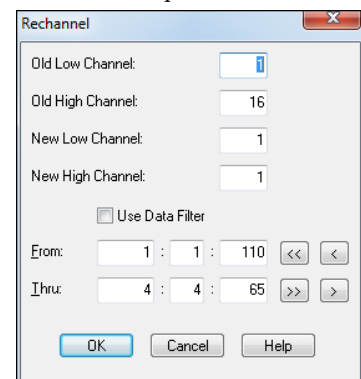 Rechannel
Old Low Channel: 1
Old High Channel: 16
New Low Channel: 1
New High Channel: 1
Use Data Filter
From: 1 : 1 : 110 << <
Thru: 4 : 4 : 65 >> >
OK Cancel Help